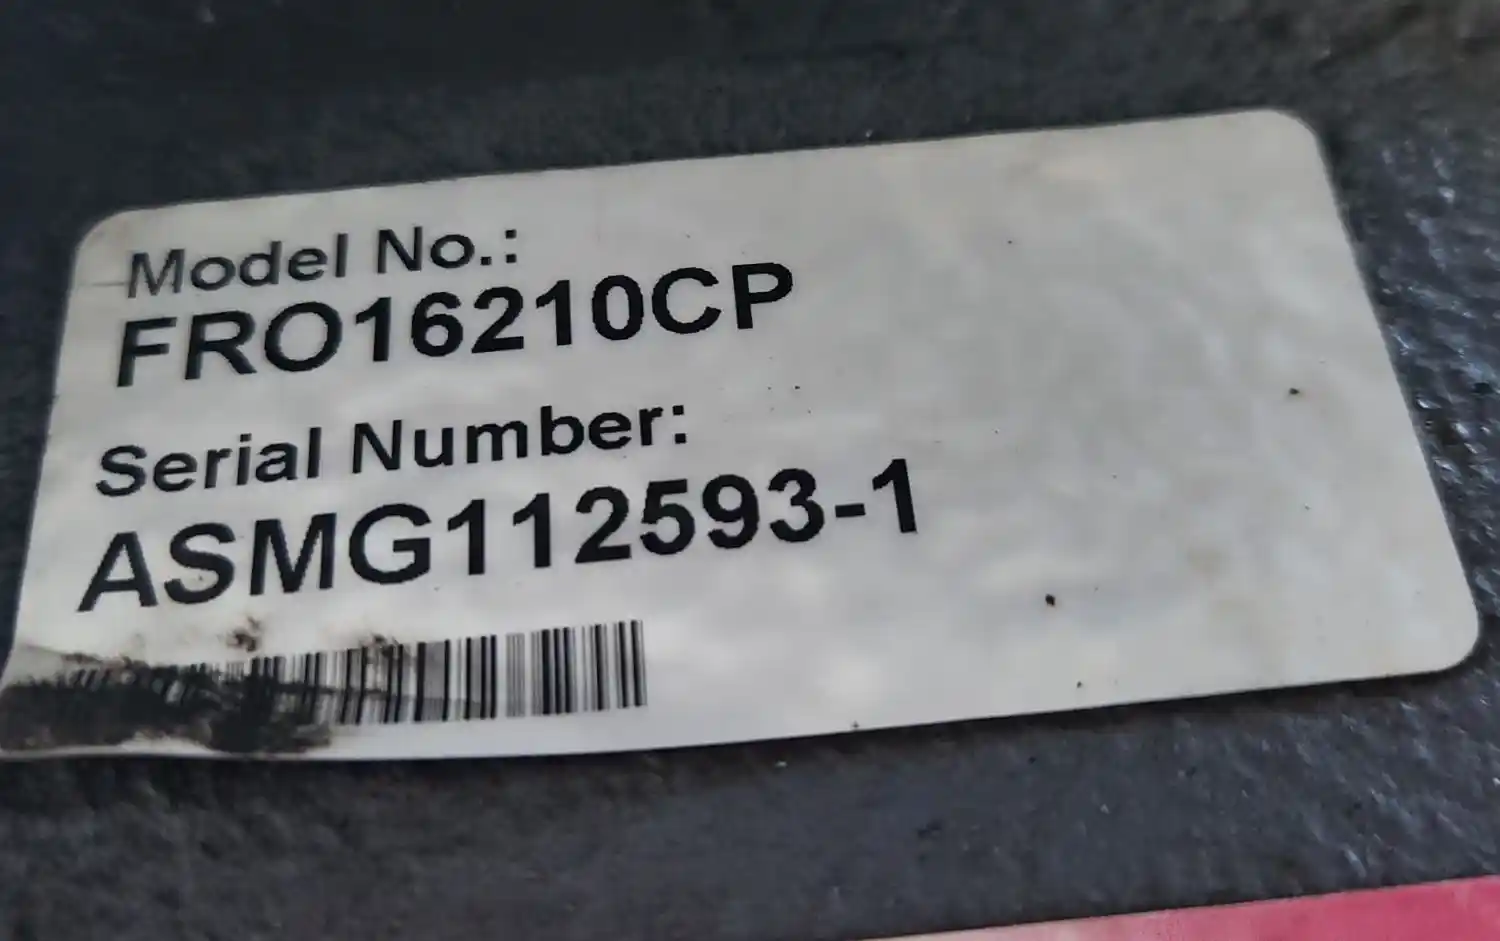 Model No.:
FRO16210CP
Serial Number:
ASMG112593-1